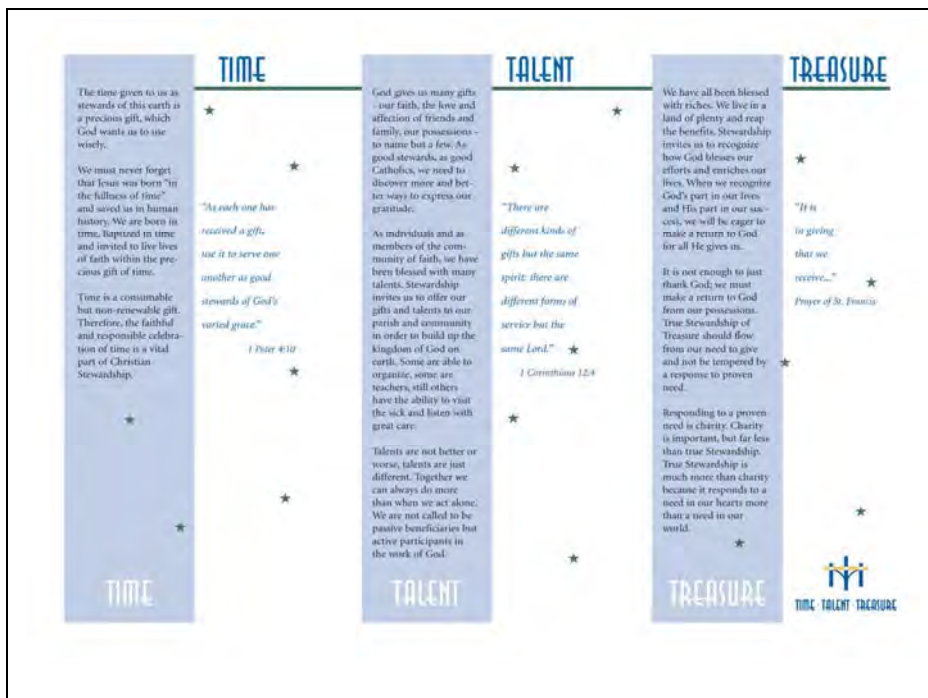 TIME
The time given to us as
stewards of this earth is
a precious gift, which
God wants us to use
wisely.
We must never forget
that Jesus was born "in
the fullness of time"
and saved us in human
history. We are born in
time, Baptized in time
and invited to live lives
of faith within the pre-
cious gift of time.
Time is a consumable
but non-renewable gift.
Therefore, the faithful
and responsible celebra-
tion of time is a vital
part of Christian
Stewardship.
TIME
"As each one has
received a gift,
use it to serve one
another as good
stewards of God's
varied grace."
1 Peter 4:10
TALENT
God gives us many gifts
- our faith, the love and
affection of friends and
family, our possessions -
to name but a few. As
good stewards, as good
Catholics, we need to
discover more and bet-
ter ways to express our
gratitude.
As individuals and as
members of the com-
munity of faith, we have
been blessed with many
talents. Stewardship
invites us to offer our
gifts and talents to our
parish and community
in order to build up the
kingdom of God on
earth. Some are able to
organize, some are
teachers, still others
have the ability to visit
the sick and listen with
great care.
Talents are not better or
worse, talents are just
different. Together we
can always do more
than when we act alone.
We are not called to be
passive beneficiaries but
active participants in
the work of God.
TALENT
"There are
different kinds of
gifts but the same
spirit: there are
different forms of
service but the
same Lord."
1 Corinthians 12:4
TREASURE
We have all been blessed
with riches. We live in a
land of plenty and reap
the benefits. Stewardship
invites us to recognize
how God blesses our
efforts and enriches our
lives. When we recognize
God's part in our lives
and His part in our suc-
cess, we will be eager to
make a return to God
for all He gives us.
It is not enough to just
thank God; we must
make a return to God
from our possessions.
True Stewardship of
Treasure should flow
from our need to give
and not be tempered by
a response to proven
need.
Responding to a proven
need is charity. Charity
is important, but far less
than true Stewardship.
True Stewardship is
much more than charity
because it responds to a
need in our hearts more
than a need in our
world.
TREASURE
"It is
in giving
that we
receive..."
Prayer of St. Francis
TIME TALENT TREASURE